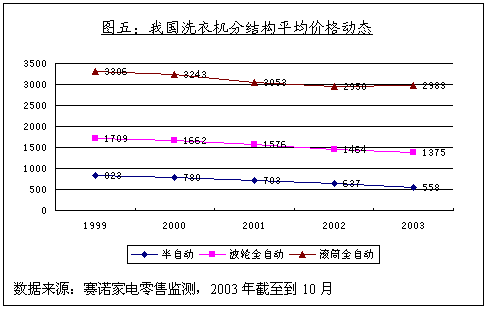 图五：我国洗衣机分结构平均价格动态
3500
3000
2500
2000
1500
1000
500
0
3306 3243 3053 2950 2983
1709 1662 1576 1464 1375
823 780 703 637 558
1999 2000 2001 2002 2003
半自动 波轮全自动 滚筒全自动
数据来源：赛诺家电零售监测，2003年截至到10月